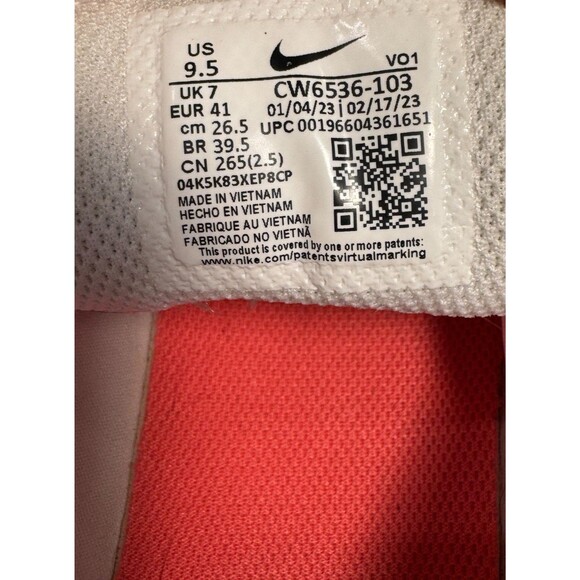 US
9.5
VO1
UK 7
CW6536-103
EUR 41
01/04/23 | 02/17/23
cm 26.5
UPC 00196604361651
BR 39.5
CN 265(2.5)
04K5K83XEP8CP
MADE IN VIETNAM
HECHO EN VIETNAM
FABRIQUE AU VIETNAM
FABRICADO NO VIETNÃ
This product is covered by one or more patents:
www.nike.com/patentsvirtualmarking